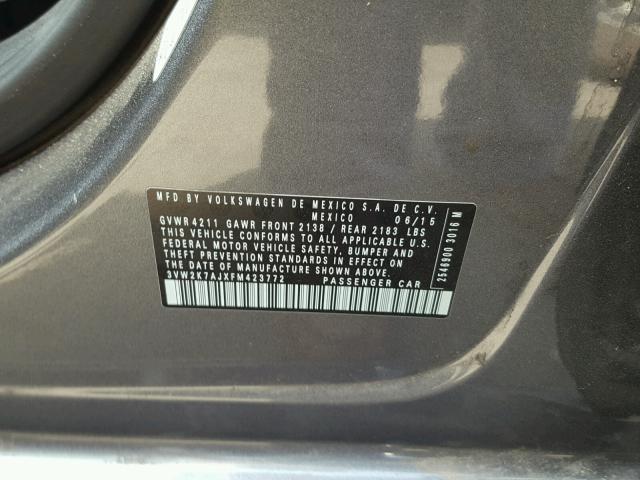 MFD BY VOLKSWAGEN DE MEXICO S.A. DE C.V.
MEXICO 06/15
GVWR 4211 GAWR FRONT 2138 / REAR 2183 LBS
THIS VEHICLE CONFORMS TO ALL APPLICABLE U.S.
FEDERAL MOTOR VEHICLE SAFETY, BUMPER AND
THEFT PREVENTION STANDARDS IN EFFECT ON
THE DATE OF MANUFACTURE SHOWN ABOVE.
3VW2K7AJXFM423772 PASSENGER CAR
2546900 3016 M